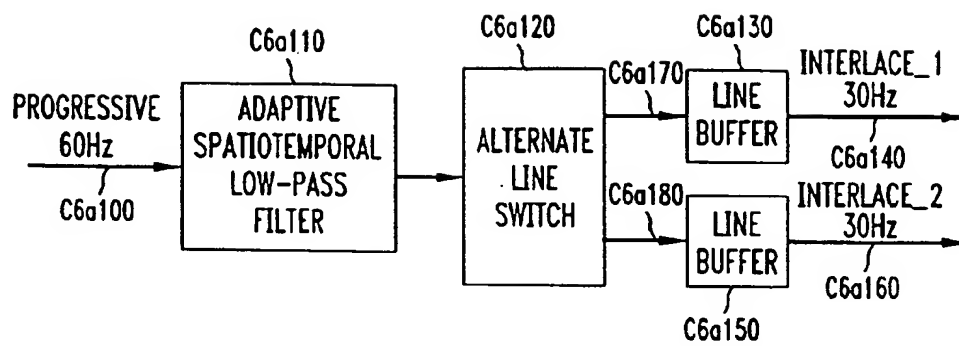 PROGRESSIVE
60Hz
C6a100
C6a110
ADAPTIVE
SPATIOTEMPORAL
LOW-PASS
FILTER
C6a120
ALTERNATE
LINE
SWITCH
C6a170
C6a130
LINE
BUFFER
INTERLACE_1
30Hz
C6a140
C6a180
LINE
BUFFER
C6a150
INTERLACE_2
30Hz
C6a160